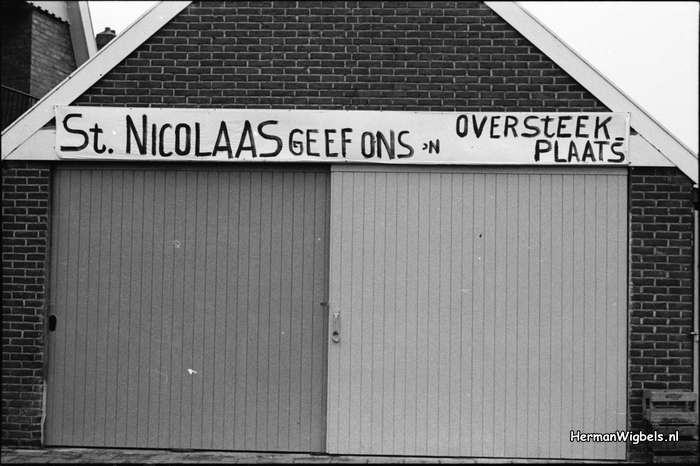 St. NICOLAAS GEEF ONS 'N OVERSTEEK
PLAATS
HermanWigbels.nl